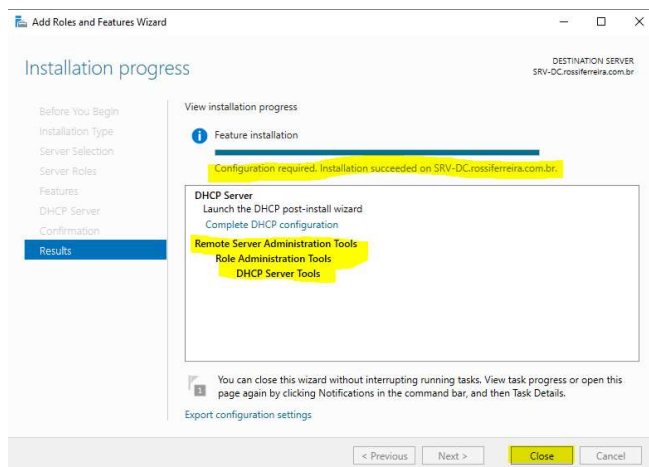 Add Roles and Features Wizard
Installation progress
DESTINATION SERVER
SRV-DC.rossiferreira.com.br
Before You Begin
Installation Type
Server Selection
Server Roles
Features
DHCP Server
Confirmation
Results
View installation progress
Feature installation
Configuration required. Installation succeeded on SRV-DC.rossiferreira.com.br.
DHCP Server
Launch the DHCP post-install wizard
Complete DHCP configuration
Remote Server Administration Tools
Role Administration Tools
DHCP Server Tools
1
You can close this wizard without interrupting running tasks. View task progress or open this
page again by clicking Notifications in the command bar, and then Task Details.
Export configuration settings
< Previous
Next >
Close
Cancel